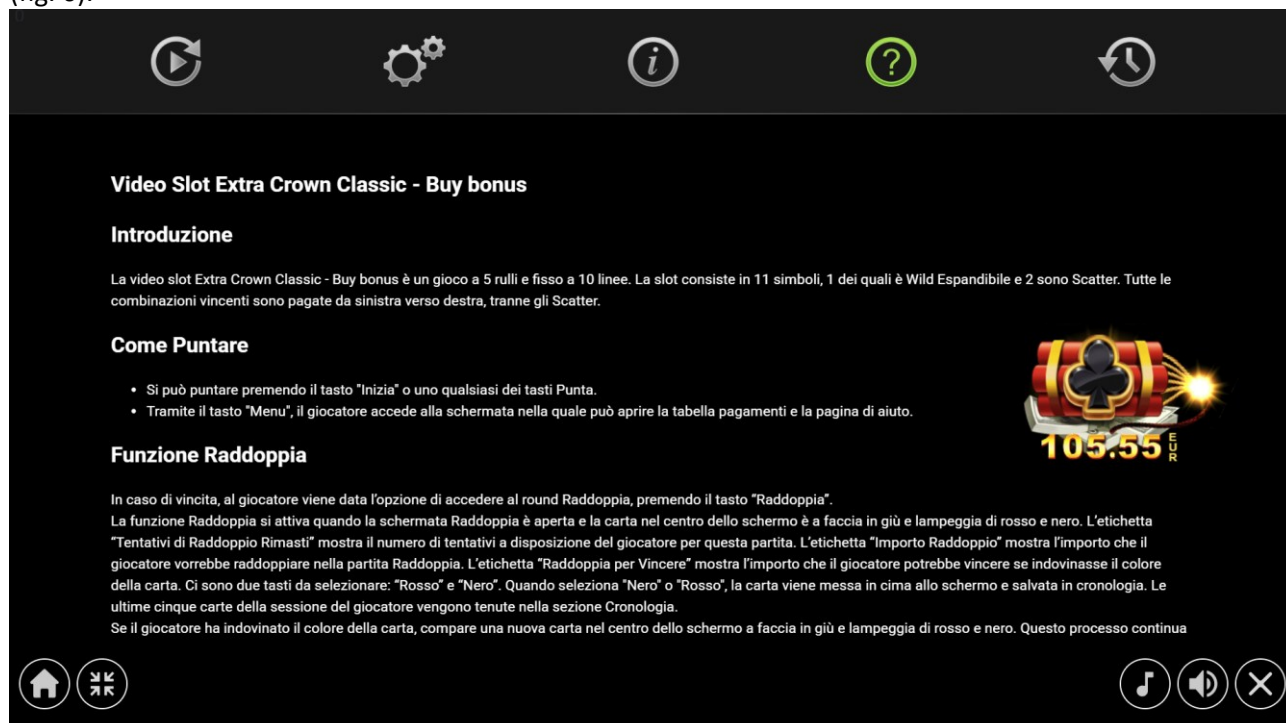 Video Slot Extra Crown Classic - Buy bonus
Introduzione
La video slot Extra Crown Classic - Buy bonus è un gioco a 5 rulli e fisso a 10 linee. La slot consiste in 11 simboli, 1 dei quali è Wild Espandibile e 2 sono Scatter. Tutte le
combinazioni vincenti sono pagate da sinistra verso destra, tranne gli Scatter.
Come Puntare
• Si può puntare premendo il tasto "Inizia" o uno qualsiasi dei tasti Punta.
• Tramite il tasto "Menu", il giocatore accede alla schermata nella quale può aprire la tabella pagamenti e la pagina di aiuto.
105.55 EUR
Funzione Raddoppia
In caso di vincita, al giocatore viene data l'opzione di accedere al round Raddoppia, premendo il tasto “Raddoppia”.
La funzione Raddoppia si attiva quando la schermata Raddoppia è aperta e la carta nel centro dello schermo è a faccia in giù e lampeggia di rosso e nero. L'etichetta
“Tentativi di Raddoppio Rimasti” mostra il numero di tentativi a disposizione del giocatore per questa partita. L'etichetta “Importo Raddoppio” mostra l'importo che il
giocatore vorrebbe raddoppiare nella partita Raddoppia. L'etichetta “Raddoppia per Vincere” mostra l'importo che il giocatore potrebbe vincere se indovinasse il colore
della carta. Ci sono due tasti da selezionare: “Rosso” e “Nero”. Quando seleziona "Nero" o "Rosso", la carta viene messa in cima allo schermo e salvata in cronologia. Le
ultime cinque carte della sessione del giocatore vengono tenute nella sezione Cronologia.
Se il giocatore ha indovinato il colore della carta, compare una nuova carta nel centro dello schermo a faccia in giù e lampeggia di rosso e nero. Questo processo continua